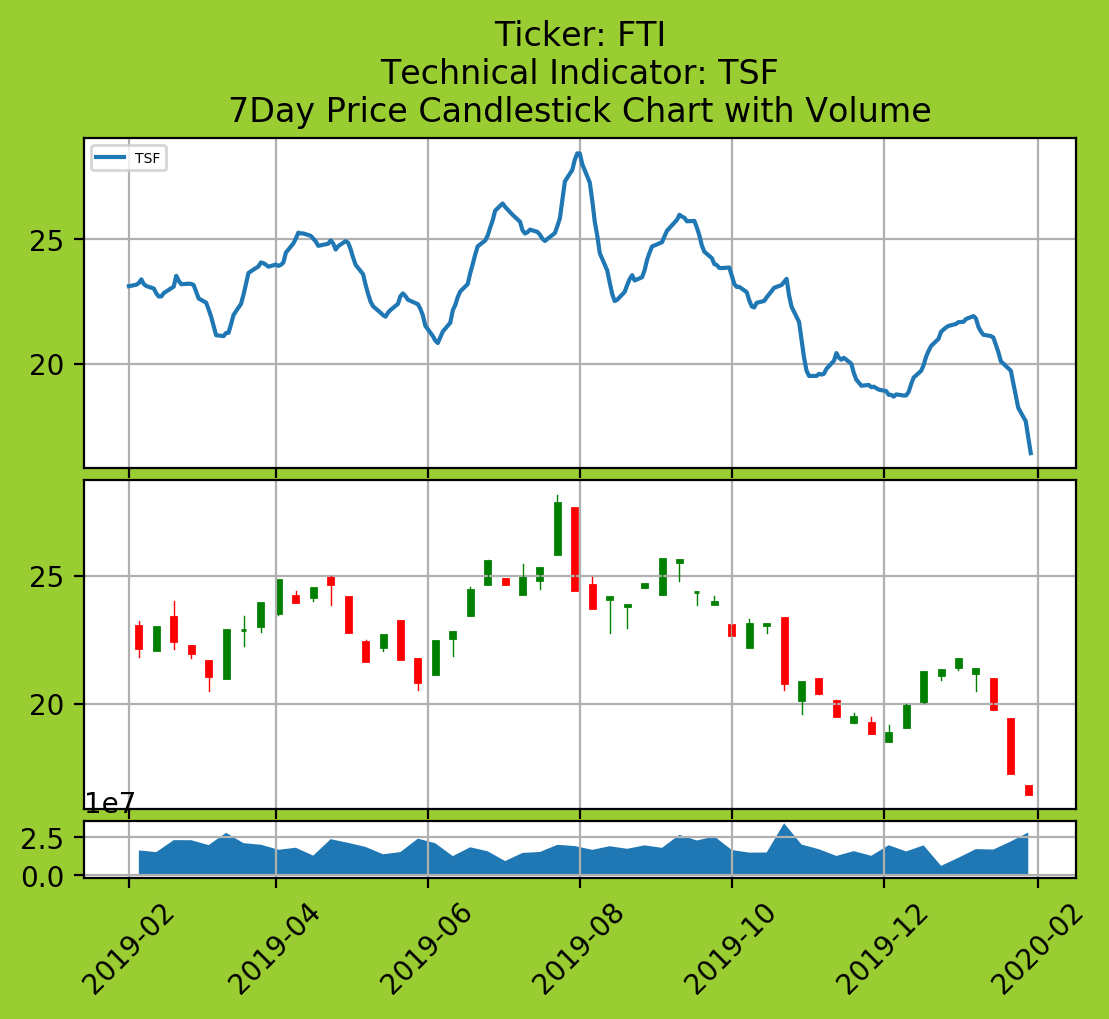 Ticker: FTI
Technical Indicator: TSF
7Day Price Candlestick Chart with Volume
TSF
25
20
25
20
1e7
2.5
0.0
2019-02
2019-04
2019-06
2019-08
2019-10
2019-12
2020-02